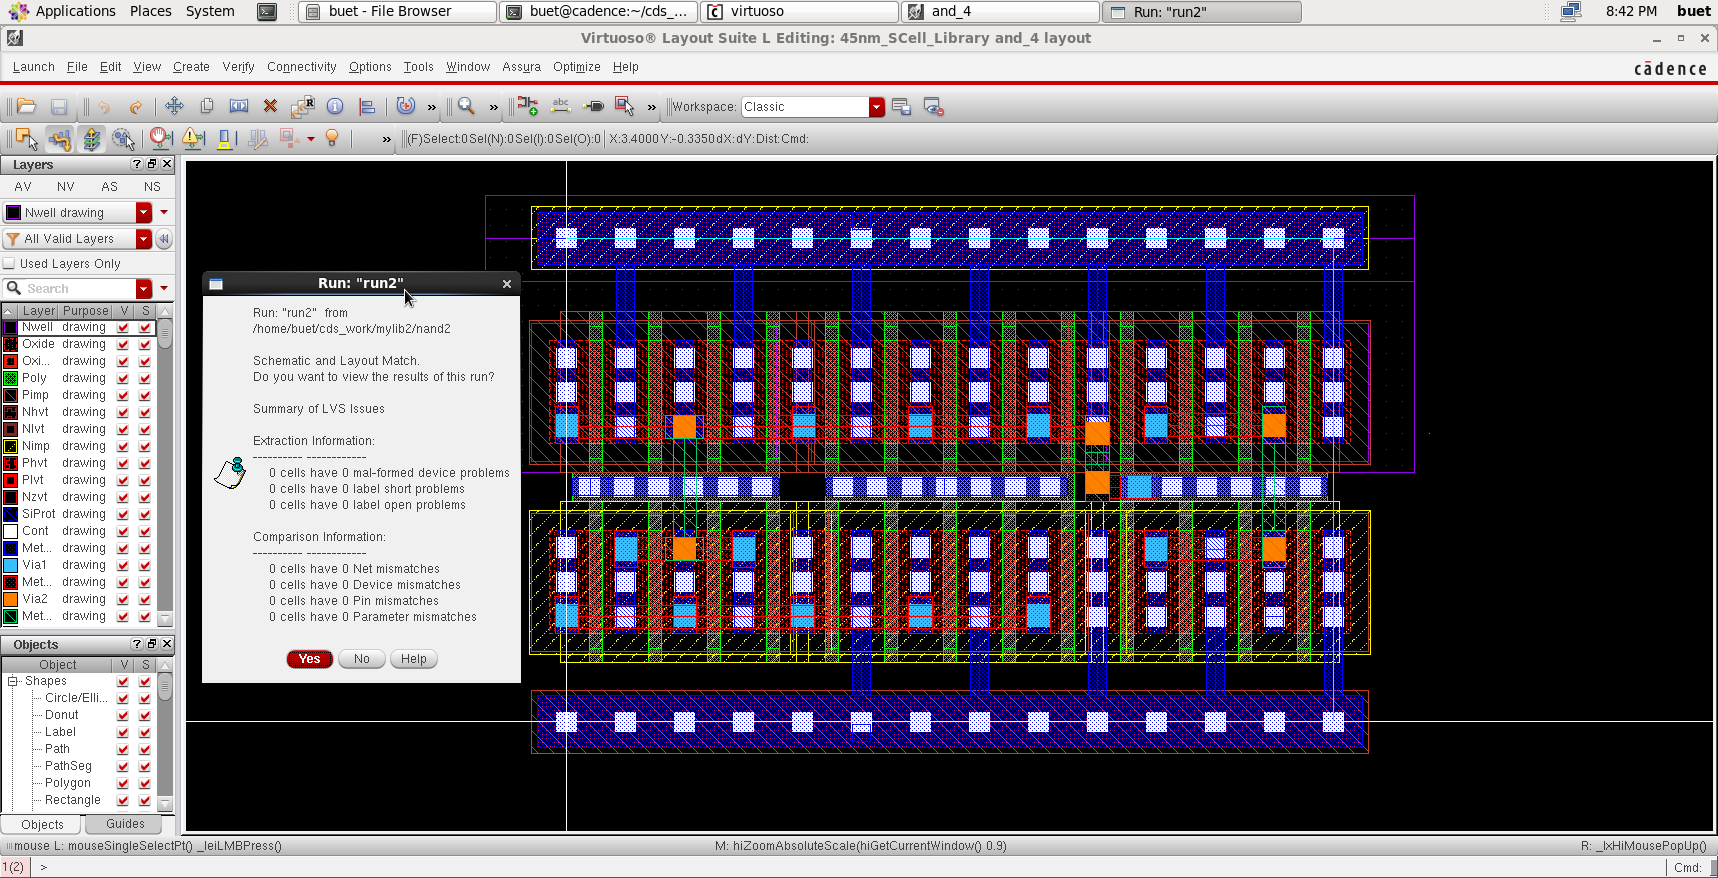 Applications Places System buet - File Browser buet@cadence:~/cds_... virtuoso and_4 Run: "run2" 8:42 PM buet
Virtuoso® Layout Suite L Editing: 45nm_SCell_Library and_4 layout
Launch File Edit View Create Verify Connectivity Options Tools Window Assura Optimize Help
cādence
» » abc » Workspace: Classic
» (F)Select:0 Sel(N):0 Sel(I):0 Sel(O):0 X:3.4000 Y:-0.3350 dX: dY: Dist: Cmd:
Layers
AV NV AS NS
Nwell drawing
All Valid Layers
Used Layers Only
Search
Layer Purpose V S
Nwell drawing
Oxide drawing
Oxi... drawing
Poly drawing
Pimp drawing
Nhvt drawing
Nlvt drawing
Nimp drawing
Phvt drawing
Plvt drawing
Nzvt drawing
SiProt drawing
Cont drawing
Met... drawing
Via1 drawing
Met... drawing
Via2 drawing
Met... drawing
Objects
Object V S
Shapes
Circle/Elli...
Donut
Label
Path
PathSeg
Polygon
Rectangle
Objects Guides
Run: "run2"
Run: "run2" from
/home/buet/cds_work/mylib2/nand2
Schematic and Layout Match.
Do you want to view the results of this run?
Summary of LVS Issues
Extraction Information:
---------- ------------
0 cells have 0 mal-formed device problems
0 cells have 0 label short problems
0 cells have 0 label open problems
Comparison Information:
---------- ------------
0 cells have 0 Net mismatches
0 cells have 0 Device mismatches
0 cells have 0 Pin mismatches
0 cells have 0 Parameter mismatches
Yes No Help
mouse L: mouseSingleSelectPt() _leiLMBPress() M: hiZoomAbsoluteScale(hiGetCurrentWindow() 0.9) R: _lxHiMousePopUp()
1(2) > Cmd: